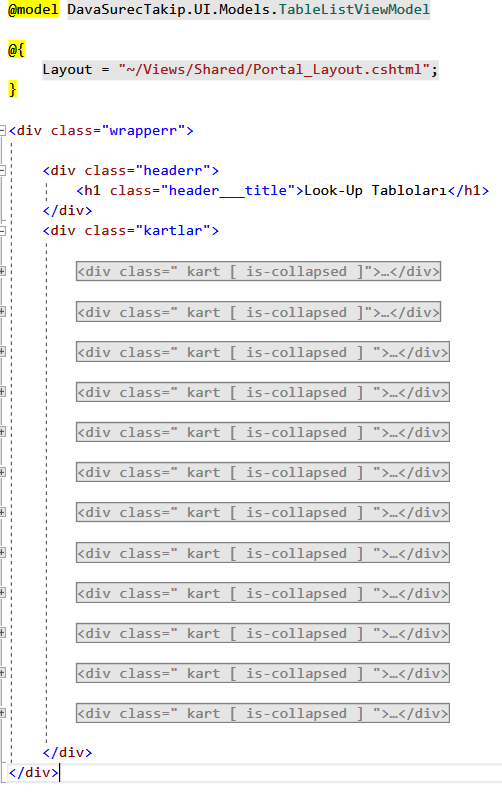 @model DavaSurecTakip.UI.Models.TableListViewModel
@{
Layout = "~/Views/Shared/Portal_Layout.cshtml";
}
<div class="wrapperr">
<div class="headerr">
<h1 class="header___title">Look-Up Tabloları</h1>
</div>
<div class="kartlar">
<div class=" kart [ is-collapsed ]">…</div>
<div class=" kart [ is-collapsed ]">…</div>
<div class=" kart [ is-collapsed ] ">…</div>
<div class=" kart [ is-collapsed ] ">…</div>
<div class=" kart [ is-collapsed ] ">…</div>
<div class=" kart [ is-collapsed ] ">…</div>
<div class=" kart [ is-collapsed ] ">…</div>
<div class=" kart [ is-collapsed ] ">…</div>
<div class=" kart [ is-collapsed ] ">…</div>
<div class=" kart [ is-collapsed ] ">…</div>
<div class=" kart [ is-collapsed ] ">…</div>
<div class=" kart [ is-collapsed ] ">…</div>
</div>
</div>